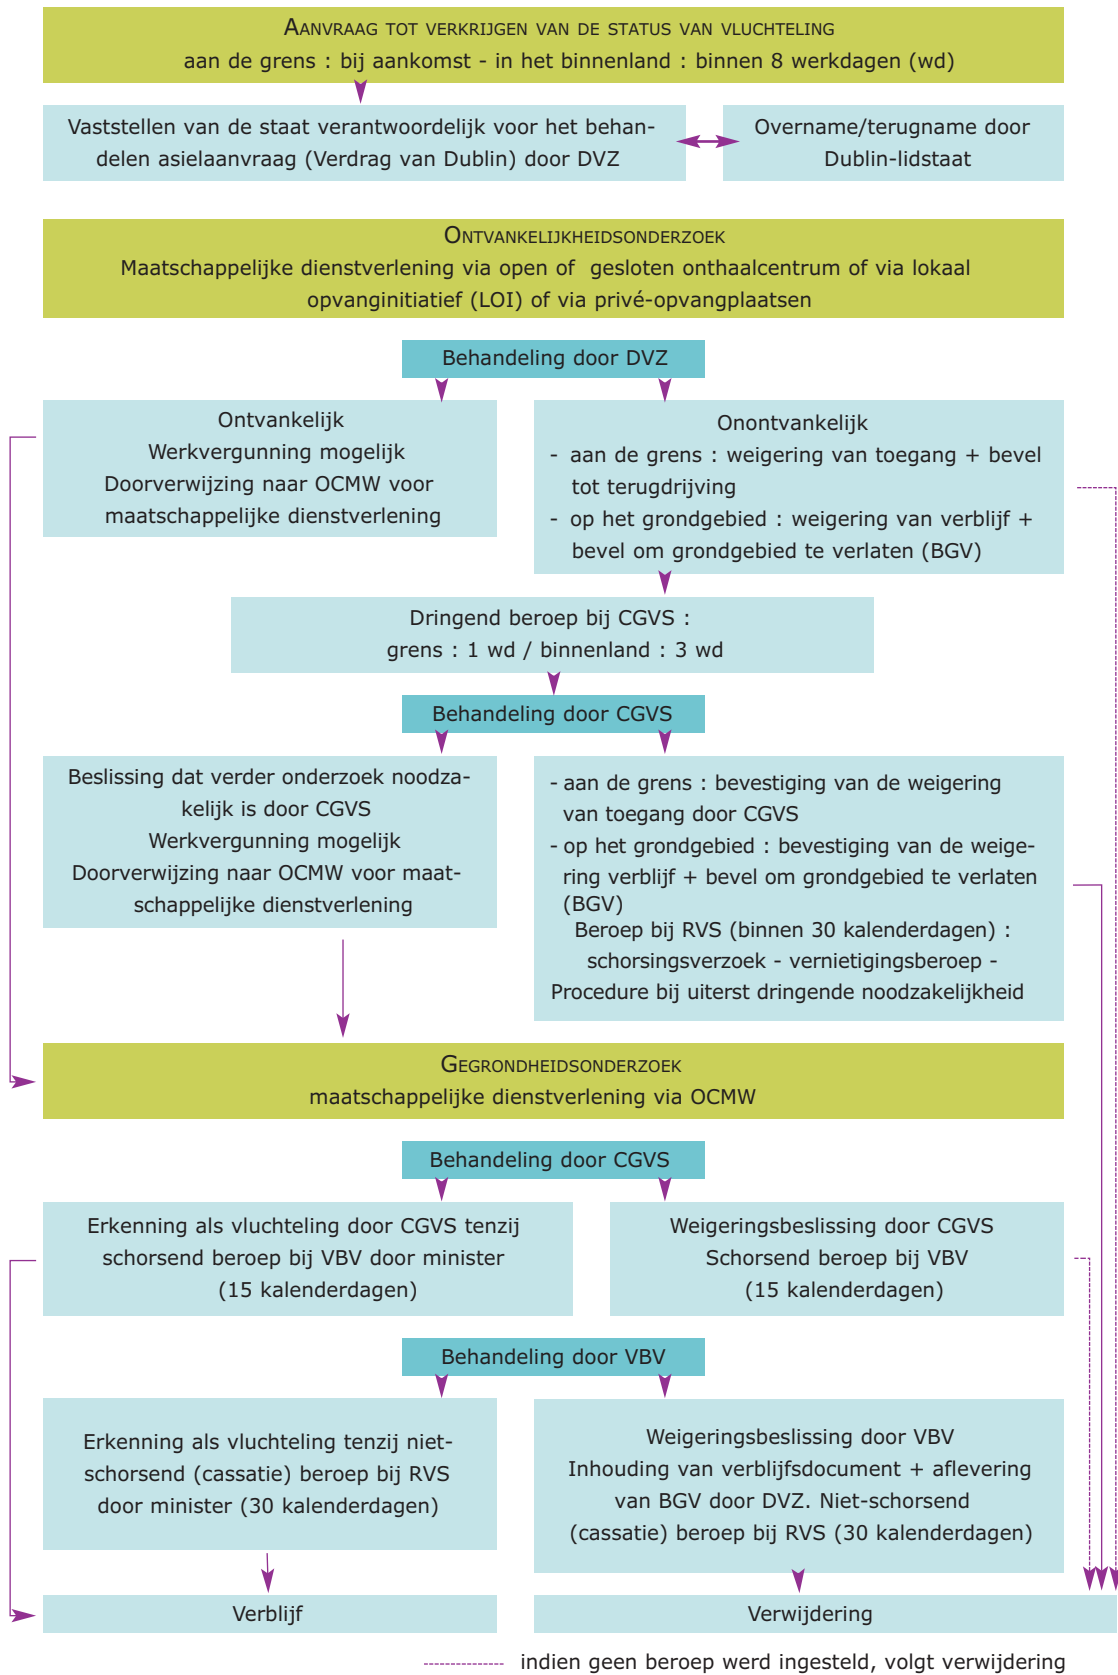 AANVRAAG TOT VERKRIJGEN VAN DE STATUS VAN VLUCHTELING
aan de grens : bij aankomst - in het binnenland : binnen 8 werkdagen (wd)
Vaststellen van de staat verantwoordelijk voor het behan-
delen asielaanvraag (Verdrag van Dublin) door DVZ
Overname/terugname door
Dublin-lidstaat
ONTVANKELIJKHEIDSONDERZOEK
Maatschappelijke dienstverlening via open of gesloten onthaalcentrum of via lokaal
opvanginitiatief (LOI) of via privé-opvangplaatsen
Behandeling door DVZ
Ontvankelijk
Werkvergunning mogelijk
Doorverwijzing naar OCMW voor
maatschappelijke dienstverlening
Onontvankelijk
- aan de grens : weigering van toegang + bevel
tot terugdrijving
- op het grondgebied : weigering van verblijf +
bevel om grondgebied te verlaten (BGV)
Dringend beroep bij CGVS :
grens : 1 wd / binnenland : 3 wd
Behandeling door CGVS
Beslissing dat verder onderzoek noodza-
kelijk is door CGVS
Werkvergunning mogelijk
Doorverwijzing naar OCMW voor maat-
schappelijke dienstverlening
- aan de grens : bevestiging van de weigering
van toegang door CGVS
- op het grondgebied : bevestiging van de weige-
ring verblijf + bevel om grondgebied te verlaten
(BGV)
Beroep bij RVS (binnen 30 kalenderdagen) :
schorsingsverzoek - vernietigingsberoep -
Procedure bij uiterst dringende noodzakelijkheid
GEGRONDHEIDSONDERZOEK
maatschappelijke dienstverlening via OCMW
Behandeling door CGVS
Erkenning als vluchteling door CGVS tenzij
schorsend beroep bij VBV door minister
(15 kalenderdagen)
Weigeringsbeslissing door CGVS
Schorsend beroep bij VBV
(15 kalenderdagen)
Behandeling door VBV
Erkenning als vluchteling tenzij niet-
schorsend (cassatie) beroep bij RVS
door minister (30 kalenderdagen)
Weigeringsbeslissing door VBV
Inhouding van verblijfsdocument + aflevering
van BGV door DVZ. Niet-schorsend
(cassatie) beroep bij RVS (30 kalenderdagen)
Verblijf
Verwijdering
indien geen beroep werd ingesteld, volgt verwijdering